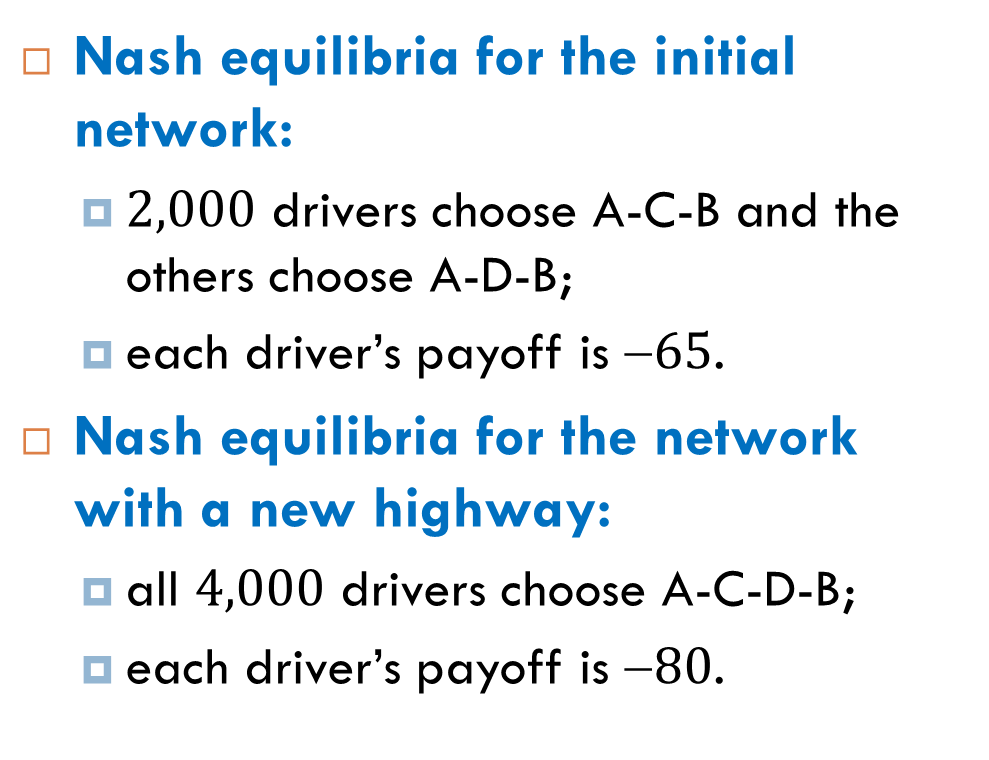 Nash equilibria for the initial
network:
2,000 drivers choose A-C-B and the
others choose A-D-B;
each driver’s payoff is −65.
Nash equilibria for the network
with a new highway:
all 4,000 drivers choose A-C-D-B;
each driver’s payoff is −80.